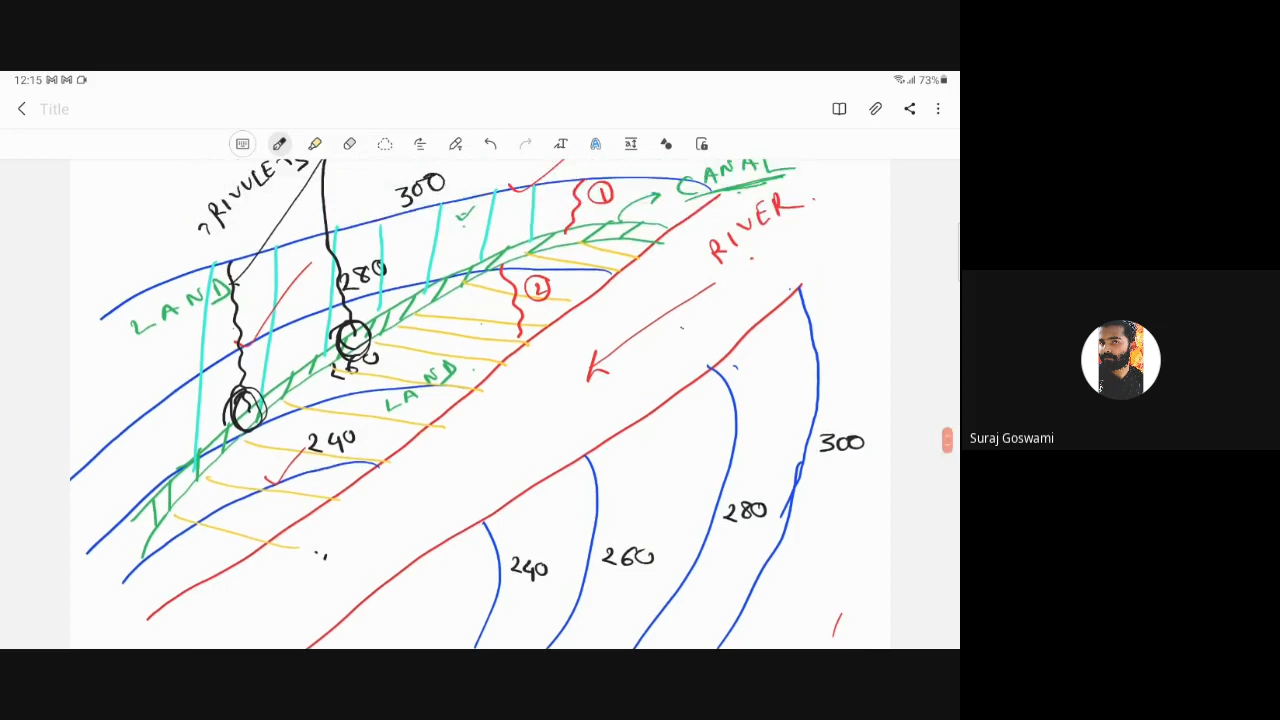 12:15
73%
Title
RIVULETS
300
CANAL
①
RIVER
LAND
280
②
260
LAND
240
300
280
260
240
Suraj Goswami